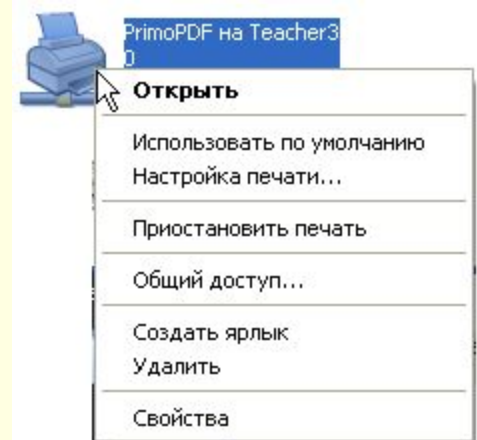 PrimoPDF на Teacher3
0
Открыть
Использовать по умолчанию
Настройка печати...
Приостановить печать
Общий доступ...
Создать ярлык
Удалить
Свойства